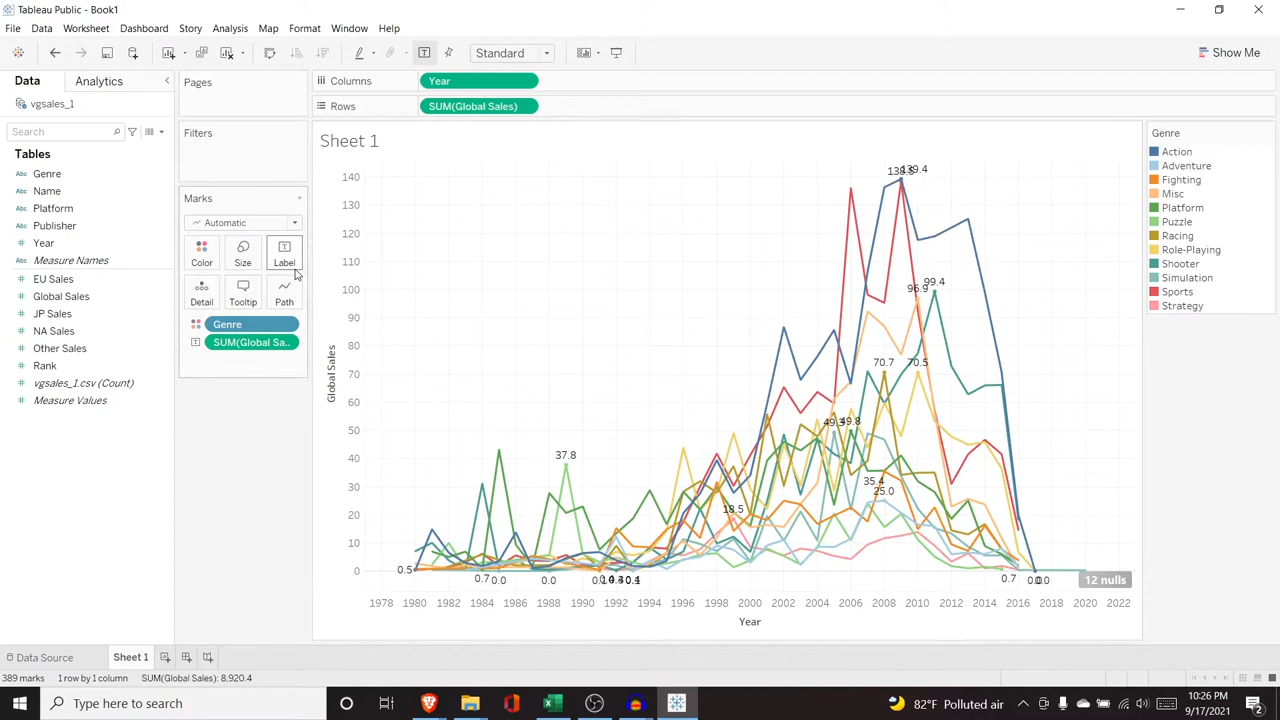 Tableau Public - Book1
File Data Worksheet Dashboard Story Analysis Map Format Window Help
Standard
Show Me
Data Analytics
vgsales_1
Search
Tables
Abc Genre
Abc Name
Abc Platform
Abc Publisher
# Year
Abc Measure Names
# EU Sales
# Global Sales
# JP Sales
# NA Sales
# Other Sales
# Rank
# vgsales_1.csv (Count)
# Measure Values
Pages
Filters
Marks
Automatic
Color Size Label
Detail Tooltip Path
Genre
SUM(Global Sa..
Columns Year
Rows SUM(Global Sales)
Sheet 1
Global Sales
140
130
120
110
100
90
80
70
60
50
40
30
20
10
0
139.4
96.9
99.4
70.7
70.5
49.8
37.8
35.4
25.0
18.5
0.5
0.7
0.0
0.0
0.7
12 nulls
1978 1980 1982 1984 1986 1988 1990 1992 1994 1996 1998 2000 2002 2004 2006 2008 2010 2012 2014 2016 2018 2020 2022
Year
Genre
Action
Adventure
Fighting
Misc
Platform
Puzzle
Racing
Role-Playing
Shooter
Simulation
Sports
Strategy
Data Source Sheet 1
389 marks 1 row by 1 column SUM(Global Sales): 8,920.4
Type here to search
82°F Polluted air
10:26 PM
9/17/2021